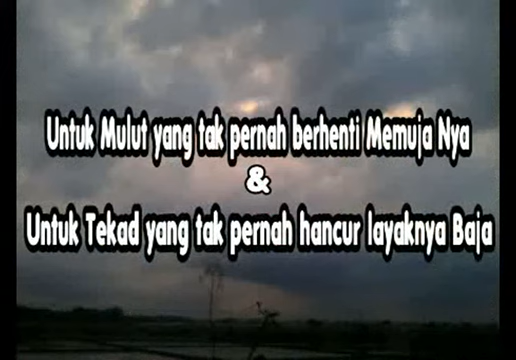 Untuk Mulut yang tak pernah berhenti Memuja Nya
&
Untuk Tekad yang tak pernah hancur layaknya Baja